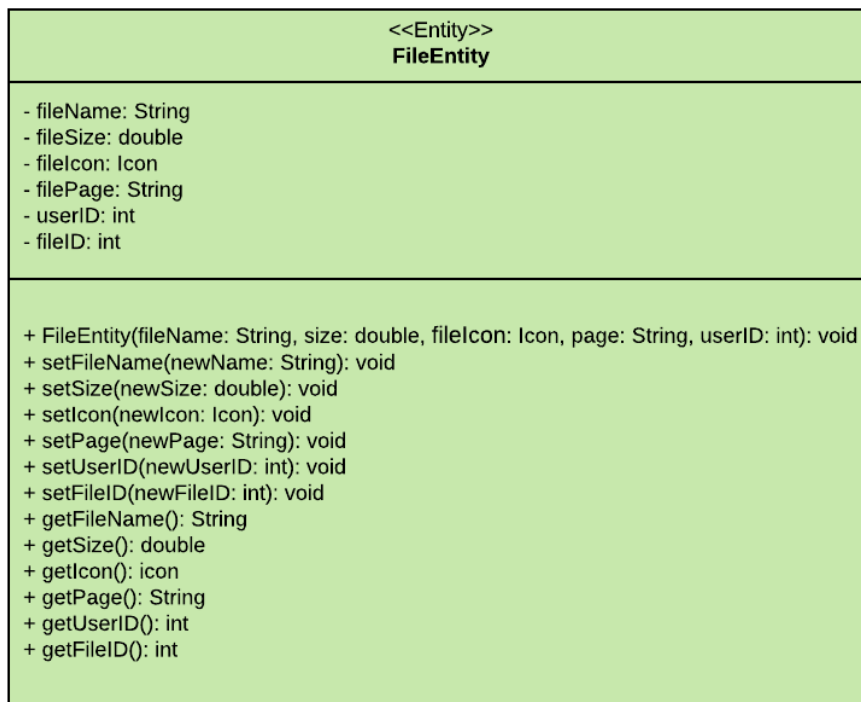 <<Entity>>
FileEntity
- fileName: String
- fileSize: double
- fileIcon: Icon
- filePage: String
- userID: int
- fileID: int
+ FileEntity(fileName: String, size: double, fileIcon: Icon, page: String, userID: int): void
+ setFileName(newName: String): void
+ setSize(newSize: double): void
+ setIcon(newIcon: Icon): void
+ setPage(newPage: String): void
+ setUserID(newUserID: int): void
+ setFileID(newFileID: int): void
+ getFileName(): String
+ getSize(): double
+ getIcon(): icon
+ getPage(): String
+ getUserID(): int
+ getFileID(): int